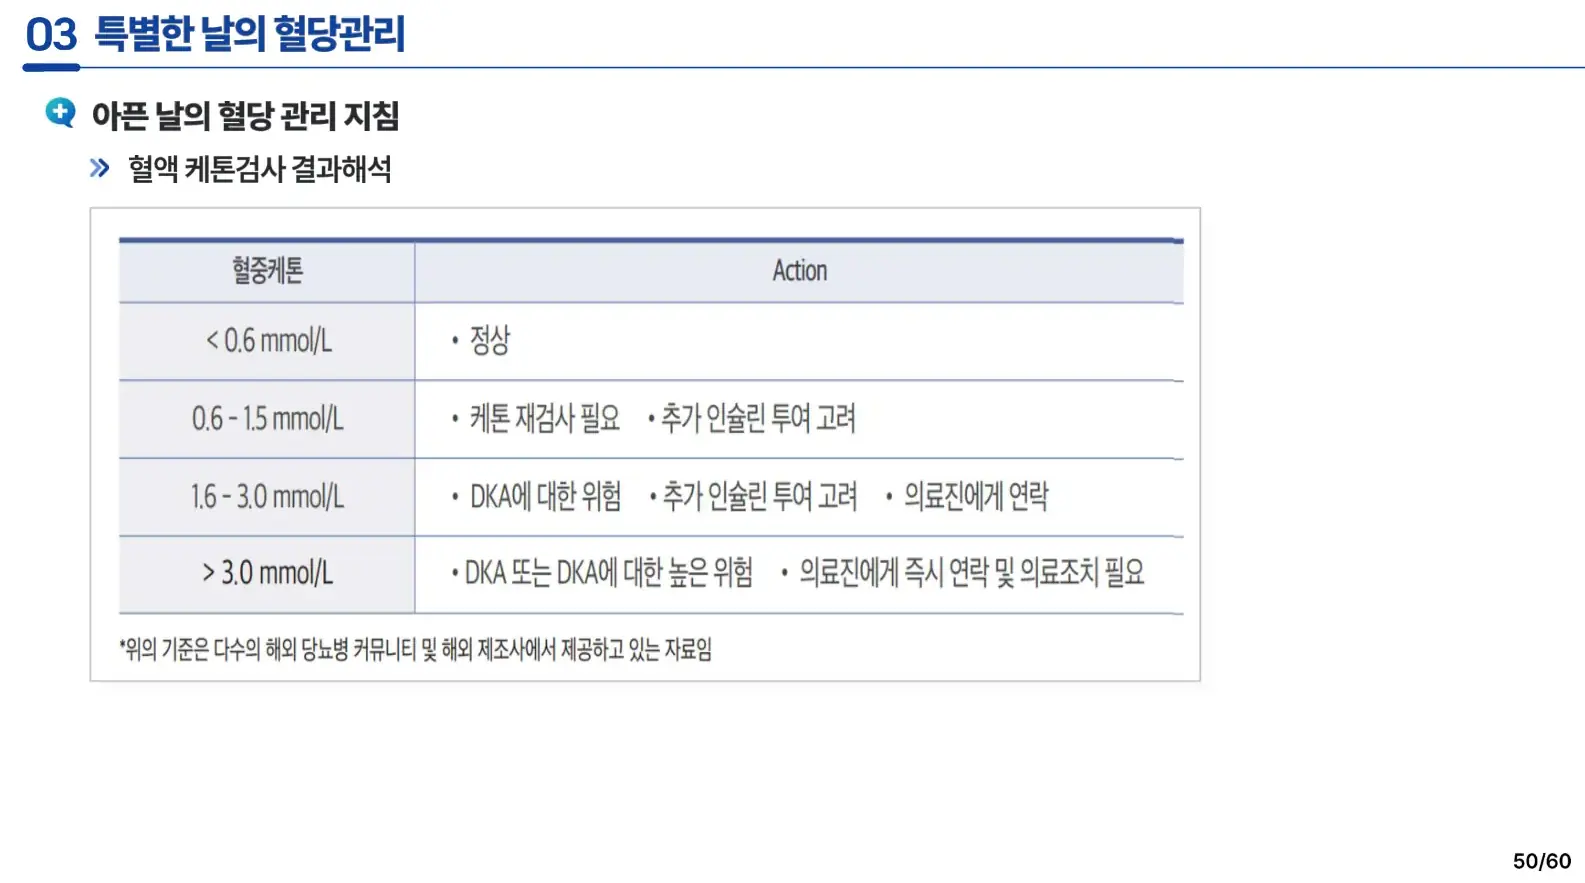 03 특별한 날의 혈당관리
아픈 날의 혈당 관리 지침
혈액 케톤검사 결과해석
혈중케톤 Action
< 0.6 mmol/L • 정상
0.6 - 1.5 mmol/L • 케톤 재검사 필요 • 추가 인슐린 투여 고려
1.6 - 3.0 mmol/L • DKA에 대한 위험 • 추가 인슐린 투여 고려 • 의료진에게 연락
> 3.0 mmol/L • DKA 또는 DKA에 대한 높은 위험 • 의료진에게 즉시 연락 및 의료조치 필요
*위의 기준은 다수의 해외 당뇨병 커뮤니티 및 해외 제조사에서 제공하고 있는 자료임
50/60